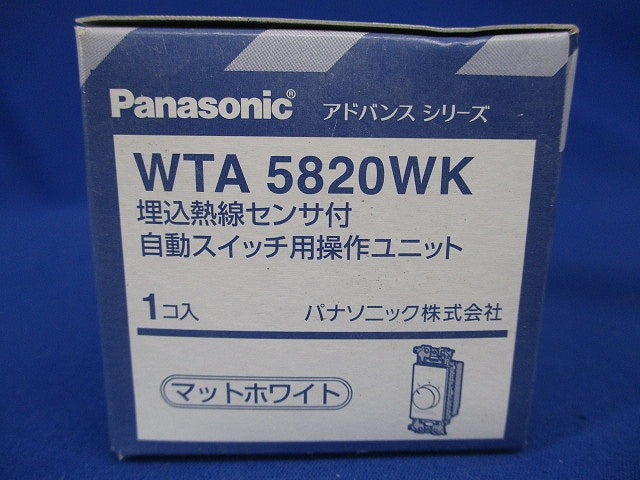 Panasonic® アドバンス シリーズ
WTA 5820WK
埋込熱線センサ付
自動スイッチ用操作ユニット
1コ入 パナソニック株式会社
マットホワイト